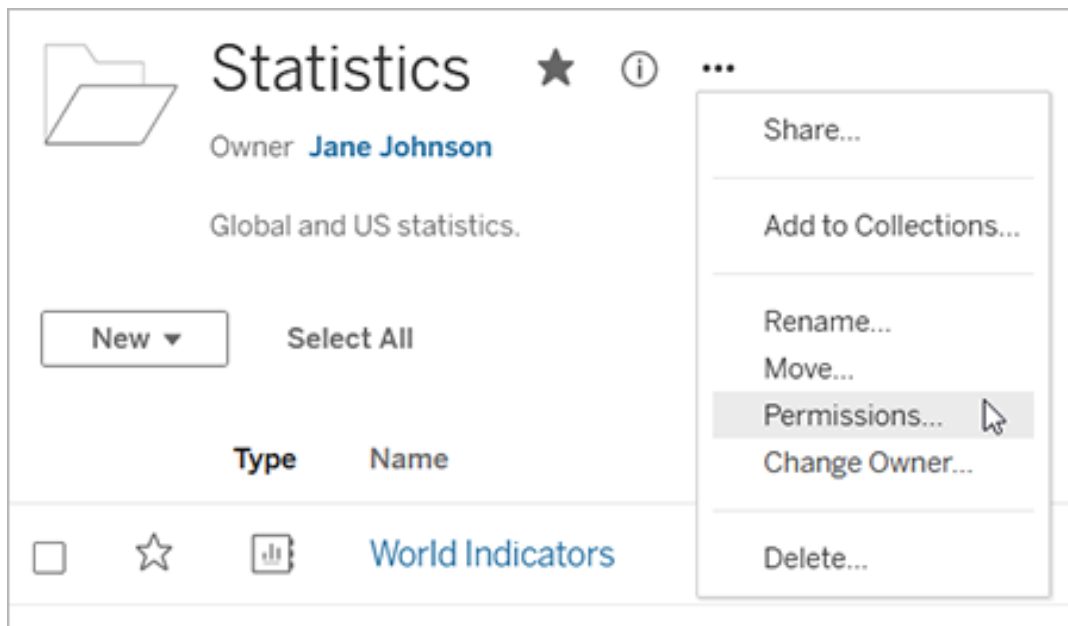 Statistics
Owner Jane Johnson
Global and US statistics.
New
Select All
Share...
Add to Collections...
Rename...
Move...
Permissions...
Change Owner...
Delete...
Type Name
World Indicators